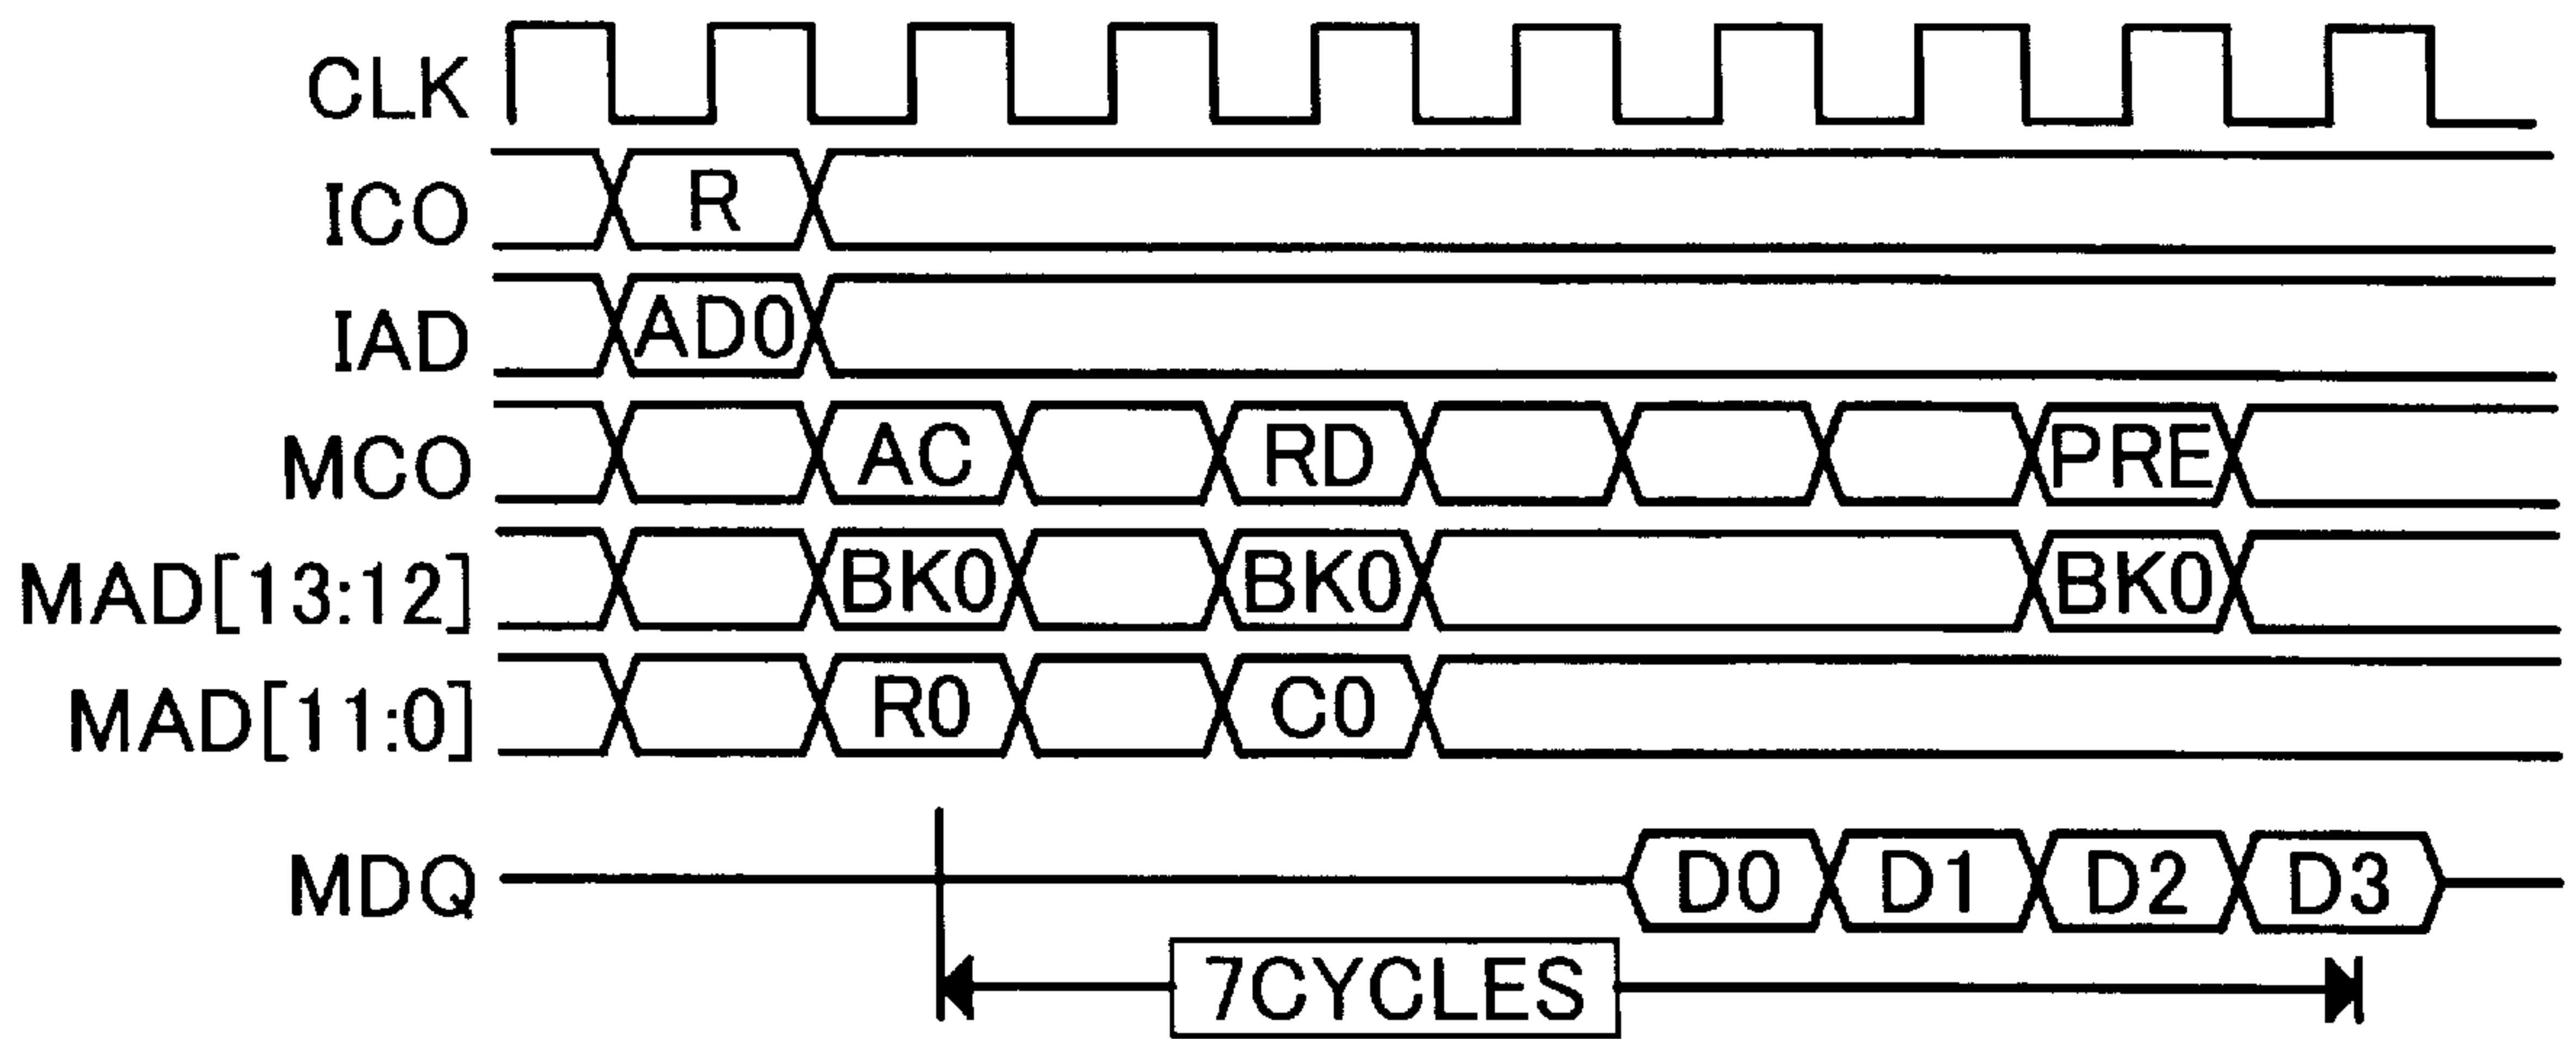 CLK
ICO R
IAD AD0
MCO AC RD PRE
MAD[13:12] BK0 BK0 BK0
MAD[11:0] R0 C0
MDQ D0 D1 D2 D3
7CYCLES